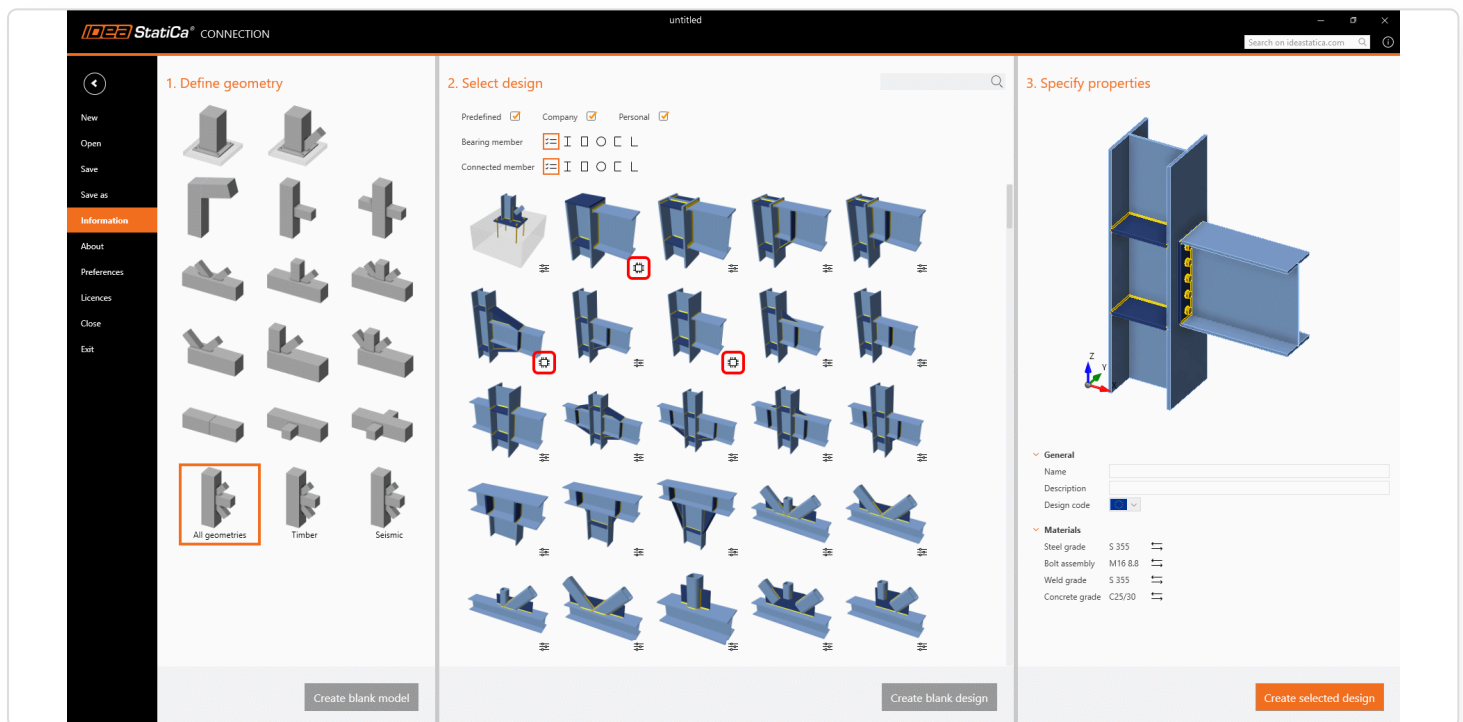 untitled
IDEA StatiCa® CONNECTION
Search on ideastatica.com
New
Open
Save
Save as
Information
About
Preferences
Licences
Close
Exit
1. Define geometry
All geometries
Timber
Seismic
Create blank model
2. Select design
Predefined
Company
Personal
Bearing member
Connected member
Create blank design
3. Specify properties
Z
Y
X
General
Name
Description
Design code
Materials
Steel grade S 355
Bolt assembly M16 8.8
Weld grade S 355
Concrete grade C25/30
Create selected design